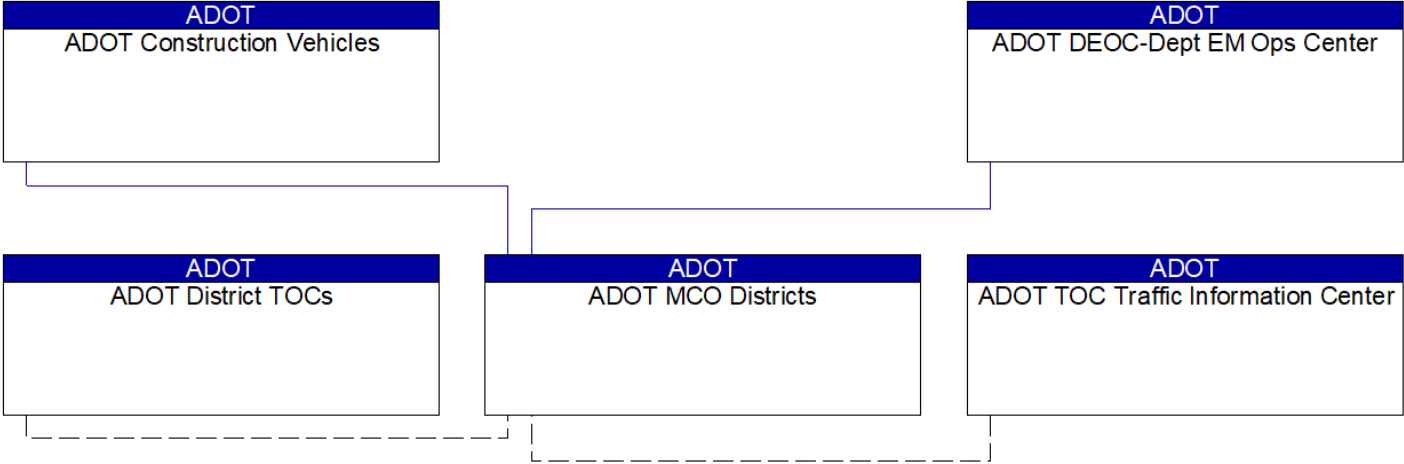 ADOT
ADOT Construction Vehicles
ADOT
ADOT DEOC-Dept EM Ops Center
ADOT
ADOT District TOCs
ADOT
ADOT MCO Districts
ADOT
ADOT TOC Traffic Information Center